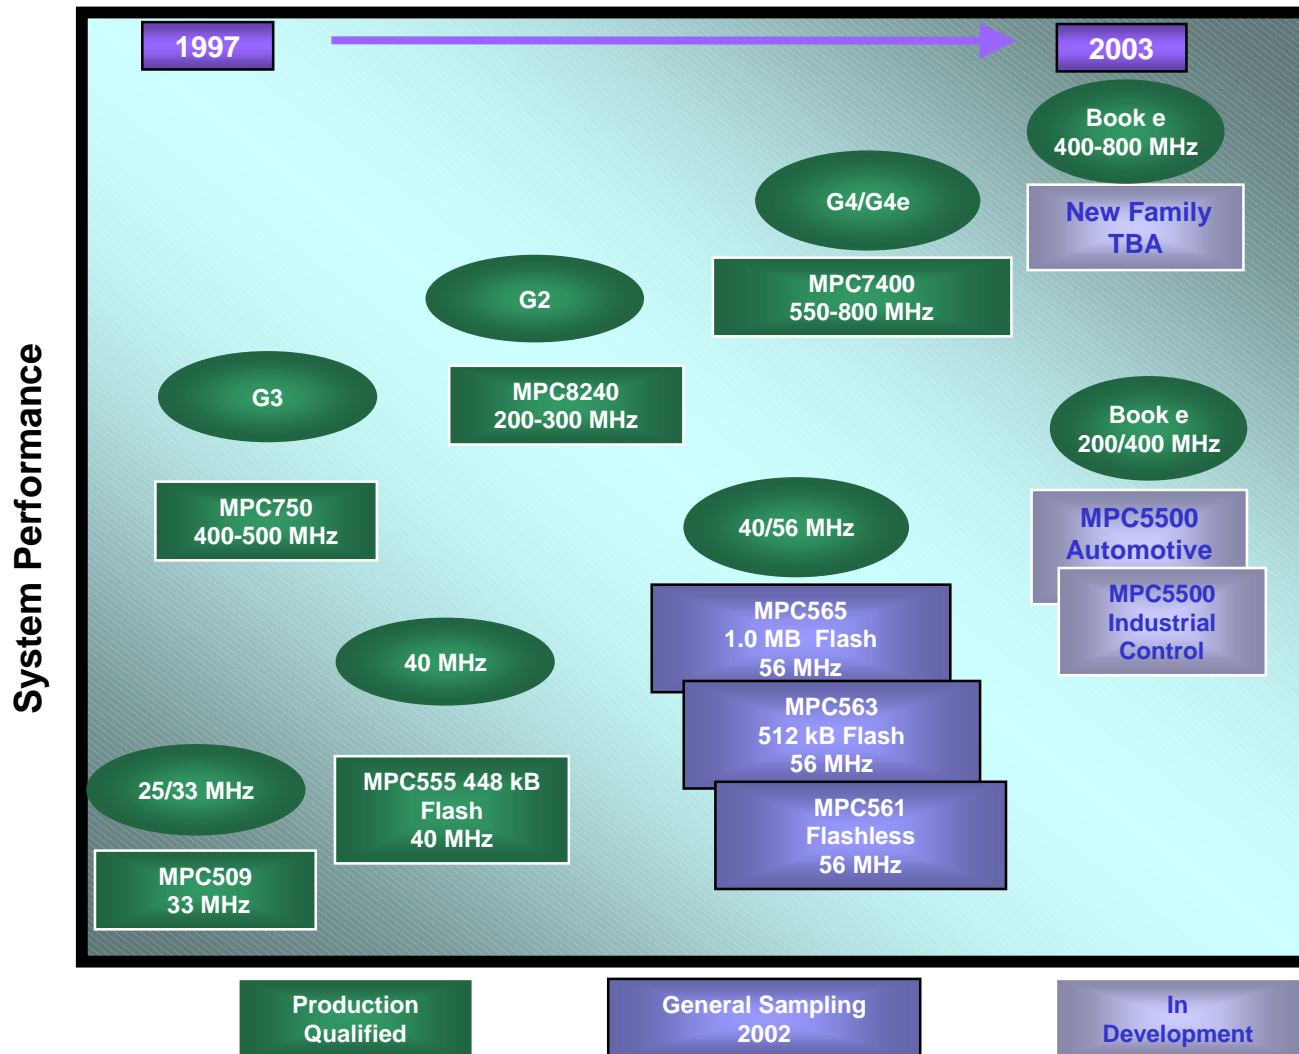 1997
2003
Book e
400-800 MHz
New Family
TBA
G4/G4e
MPC7400
550-800 MHz
G2
MPC8240
200-300 MHz
G3
MPC750
400-500 MHz
Book e
200/400 MHz
MPC5500
Automotive
MPC5500
Industrial
Control
40/56 MHz
MPC565
1.0 MB Flash
56 MHz
MPC563
512 kB Flash
56 MHz
MPC561
Flashless
56 MHz
40 MHz
MPC555 448 kB
Flash
40 MHz
25/33 MHz
MPC509
33 MHz
System Performance
Production
Qualified
General Sampling
2002
In
Development